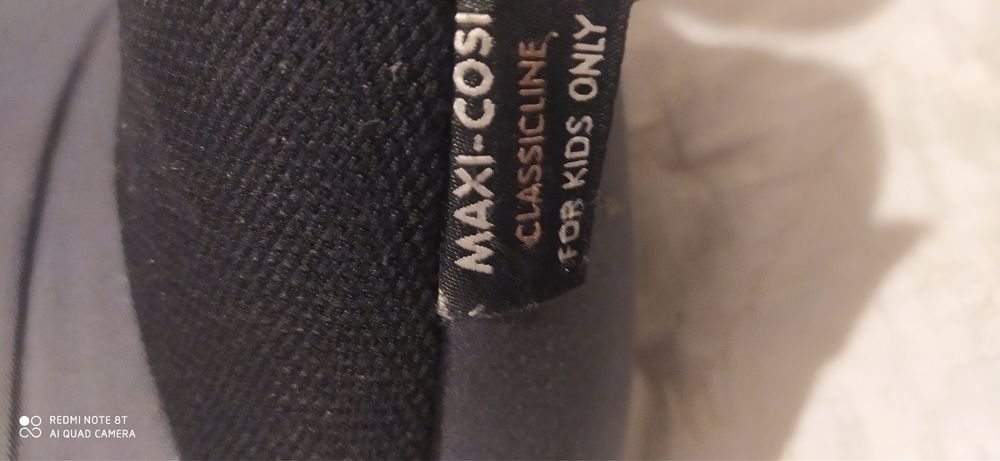 MAXI-COSI
CLASSICLINE,
FOR KIDS ONLY
REDMI NOTE 8T
AI QUAD CAMERA